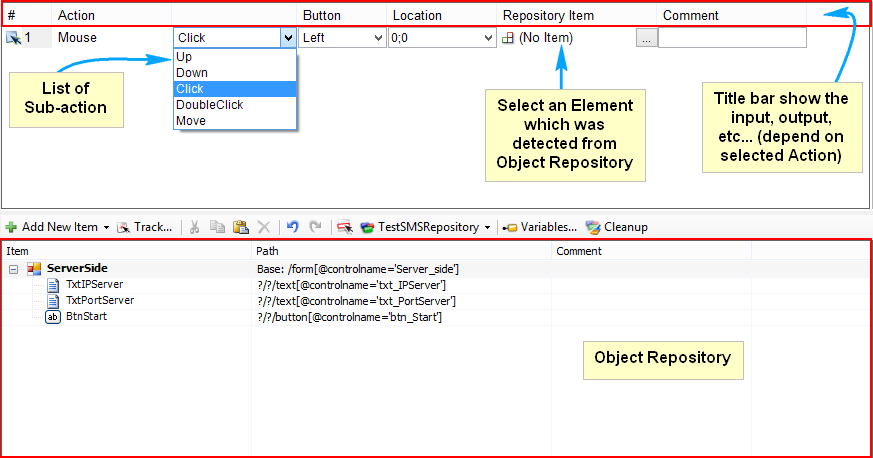 # Action Button Location Repository Item Comment
1 Mouse Click Left 0;0 (No Item) ...
Up
Down
Click
DoubleClick
Move
List of
Sub-action
Select an Element
which was
detected from
Object Repository
Title bar show the
input, output,
etc... (depend on
selected Action)
Add New Item Track... TestSMSRepository Variables... Cleanup
Item Path Comment
ServerSide Base: /form[@controlname='Server_side']
TxtIPServer ?/?/text[@controlname='txt_IPServer']
TxtPortServer ?/?/text[@controlname='txt_PortServer']
ab BtnStart ?/?/button[@controlname='btn_Start']
Object Repository